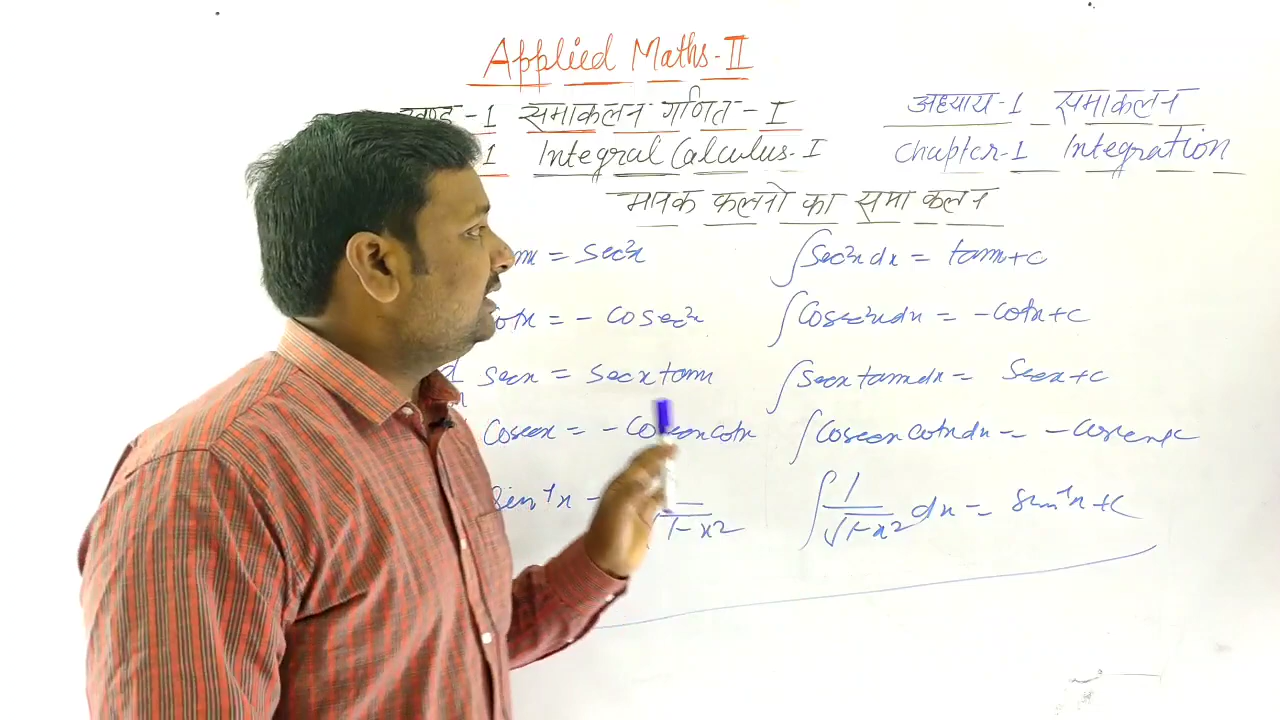 Applied Maths-II
खण्ड-1 समाकलन गणित-I
1 Integral Calculus-I
अध्याय-1 समाकलन
Chapter-1 Integration
मानक फलनो का समाकलन
tanx = sec²x
∫sec²x dx = tanx+c
cotx = - cosec²x
∫cosec²x dx = -cotx+c
d secx = secx tanx
∫secx tanx dx = secx+c
cosecx = - cosecx cotx
∫cosecx cotx dx = - cosecx+c
sin⁻¹x = 1/√1-x²
∫1/√1-x² dx = sin⁻¹x+c